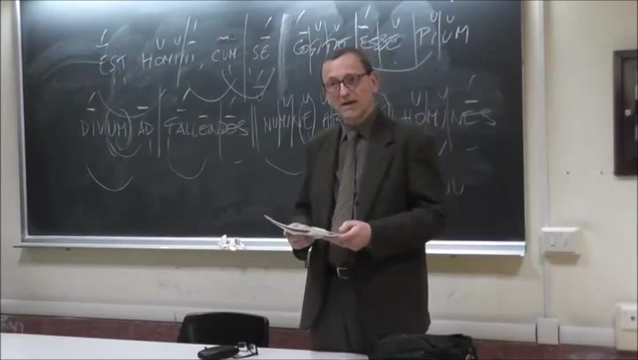 EST HOMINI, CUM SE COGITAT ESSE PIUM
DIVUM AD FALLENDOS || NUMINE HOMINES